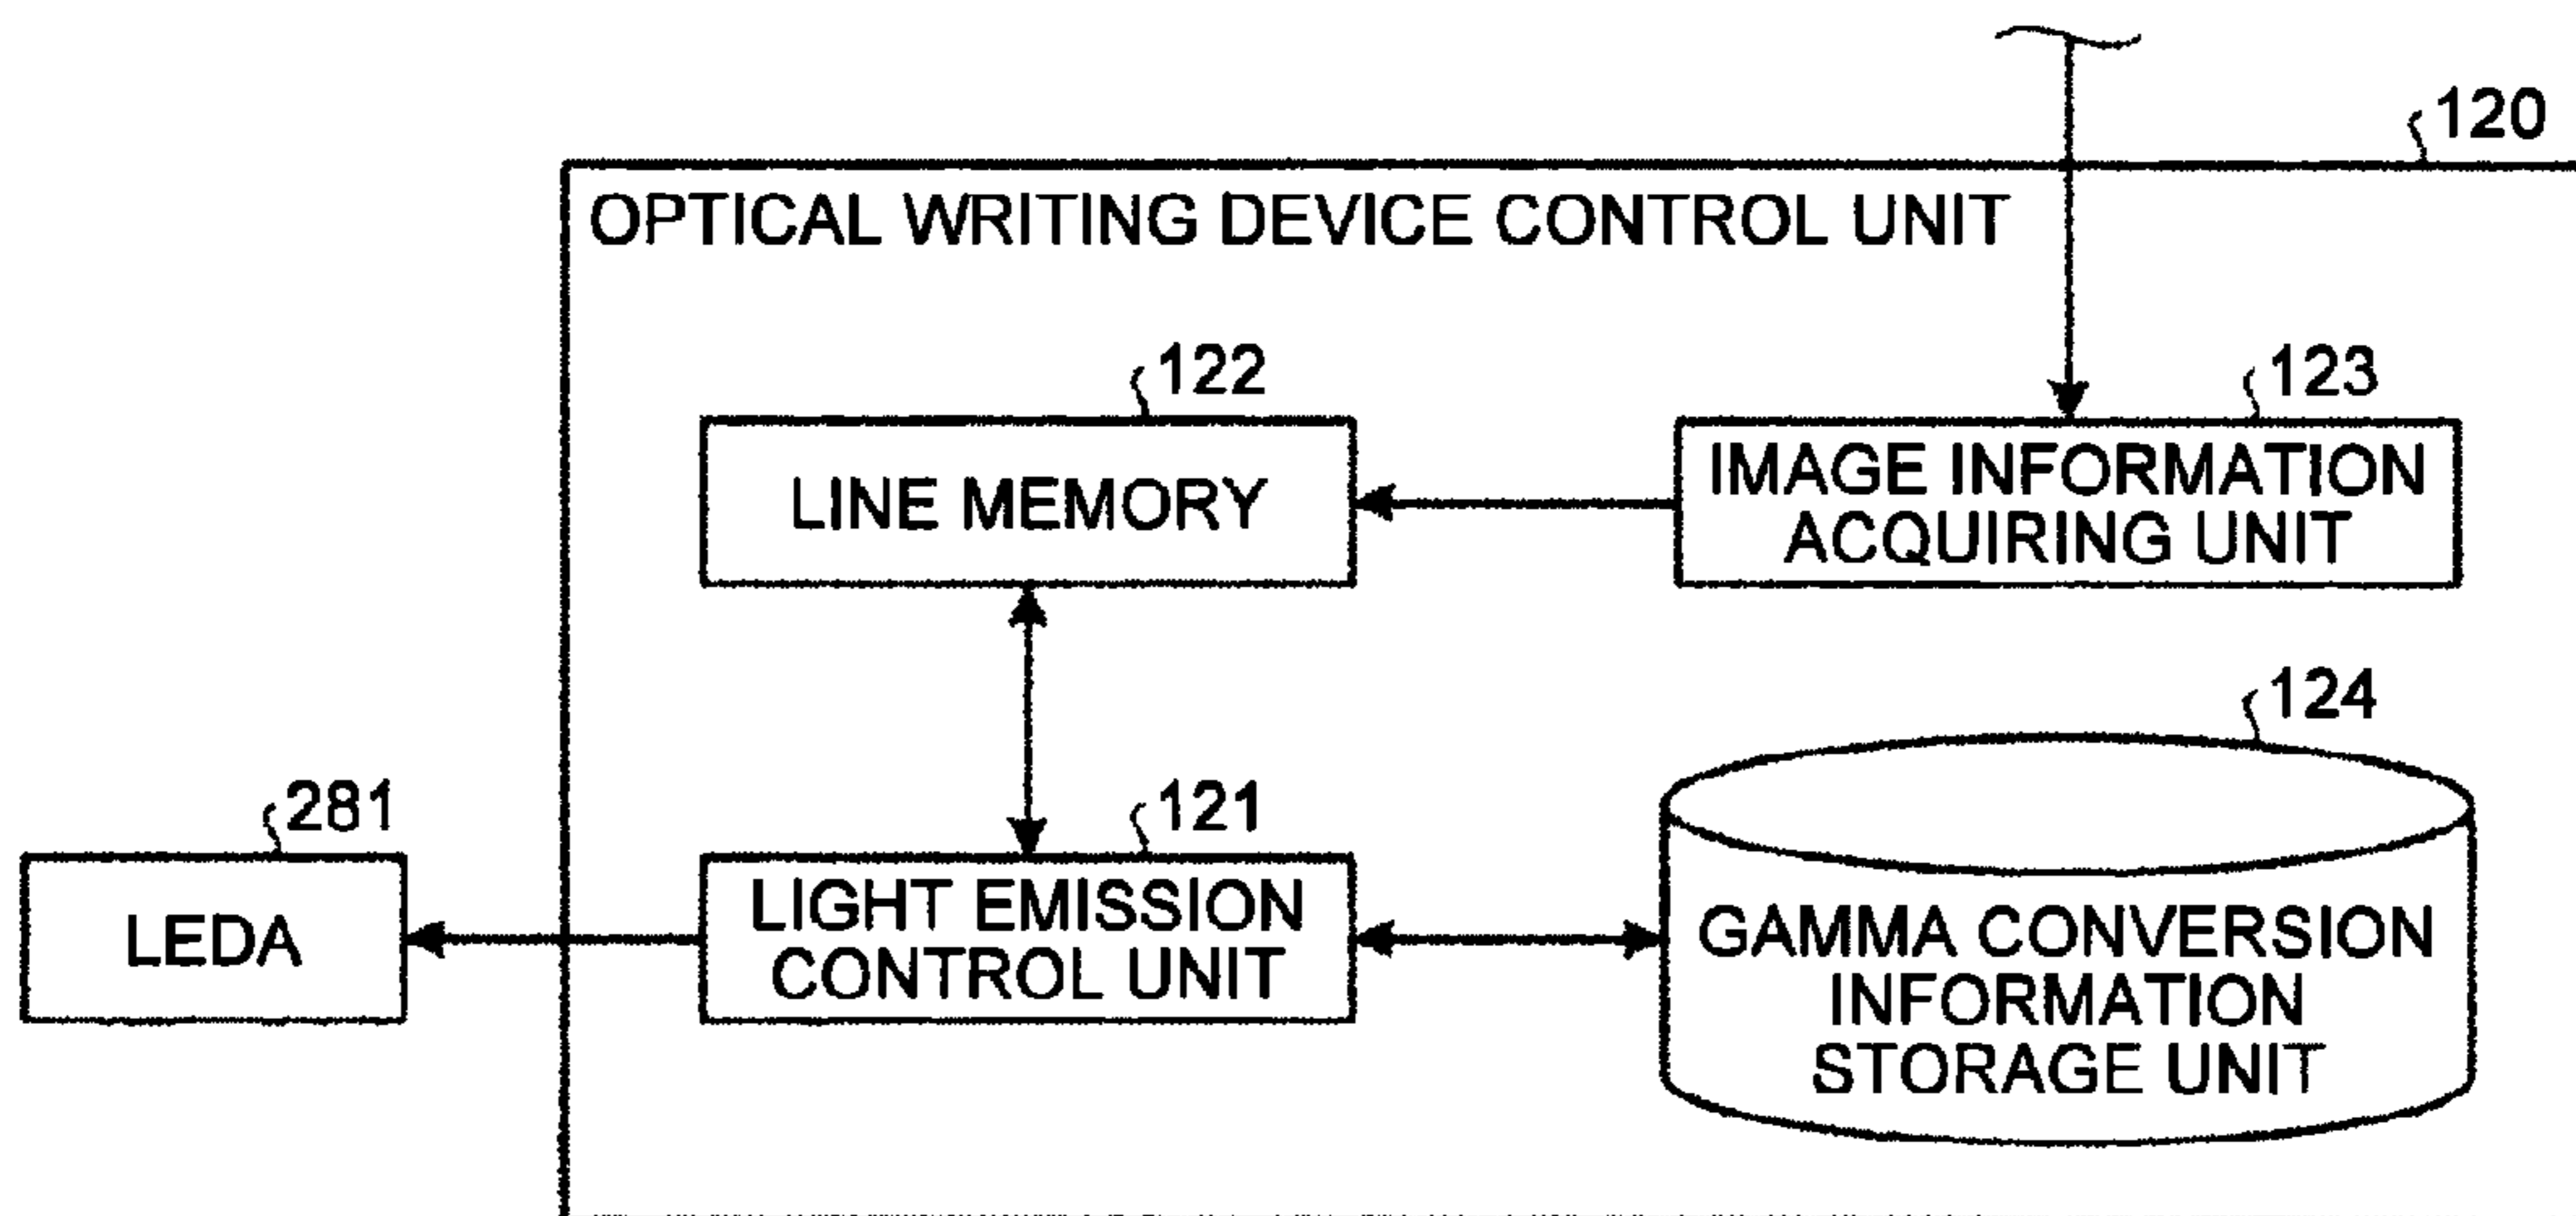 120
OPTICAL WRITING DEVICE CONTROL UNIT
122
123
LINE MEMORY
IMAGE INFORMATION
ACQUIRING UNIT
124
281
121
LEDA
LIGHT EMISSION
CONTROL UNIT
GAMMA CONVERSION
INFORMATION
STORAGE UNIT